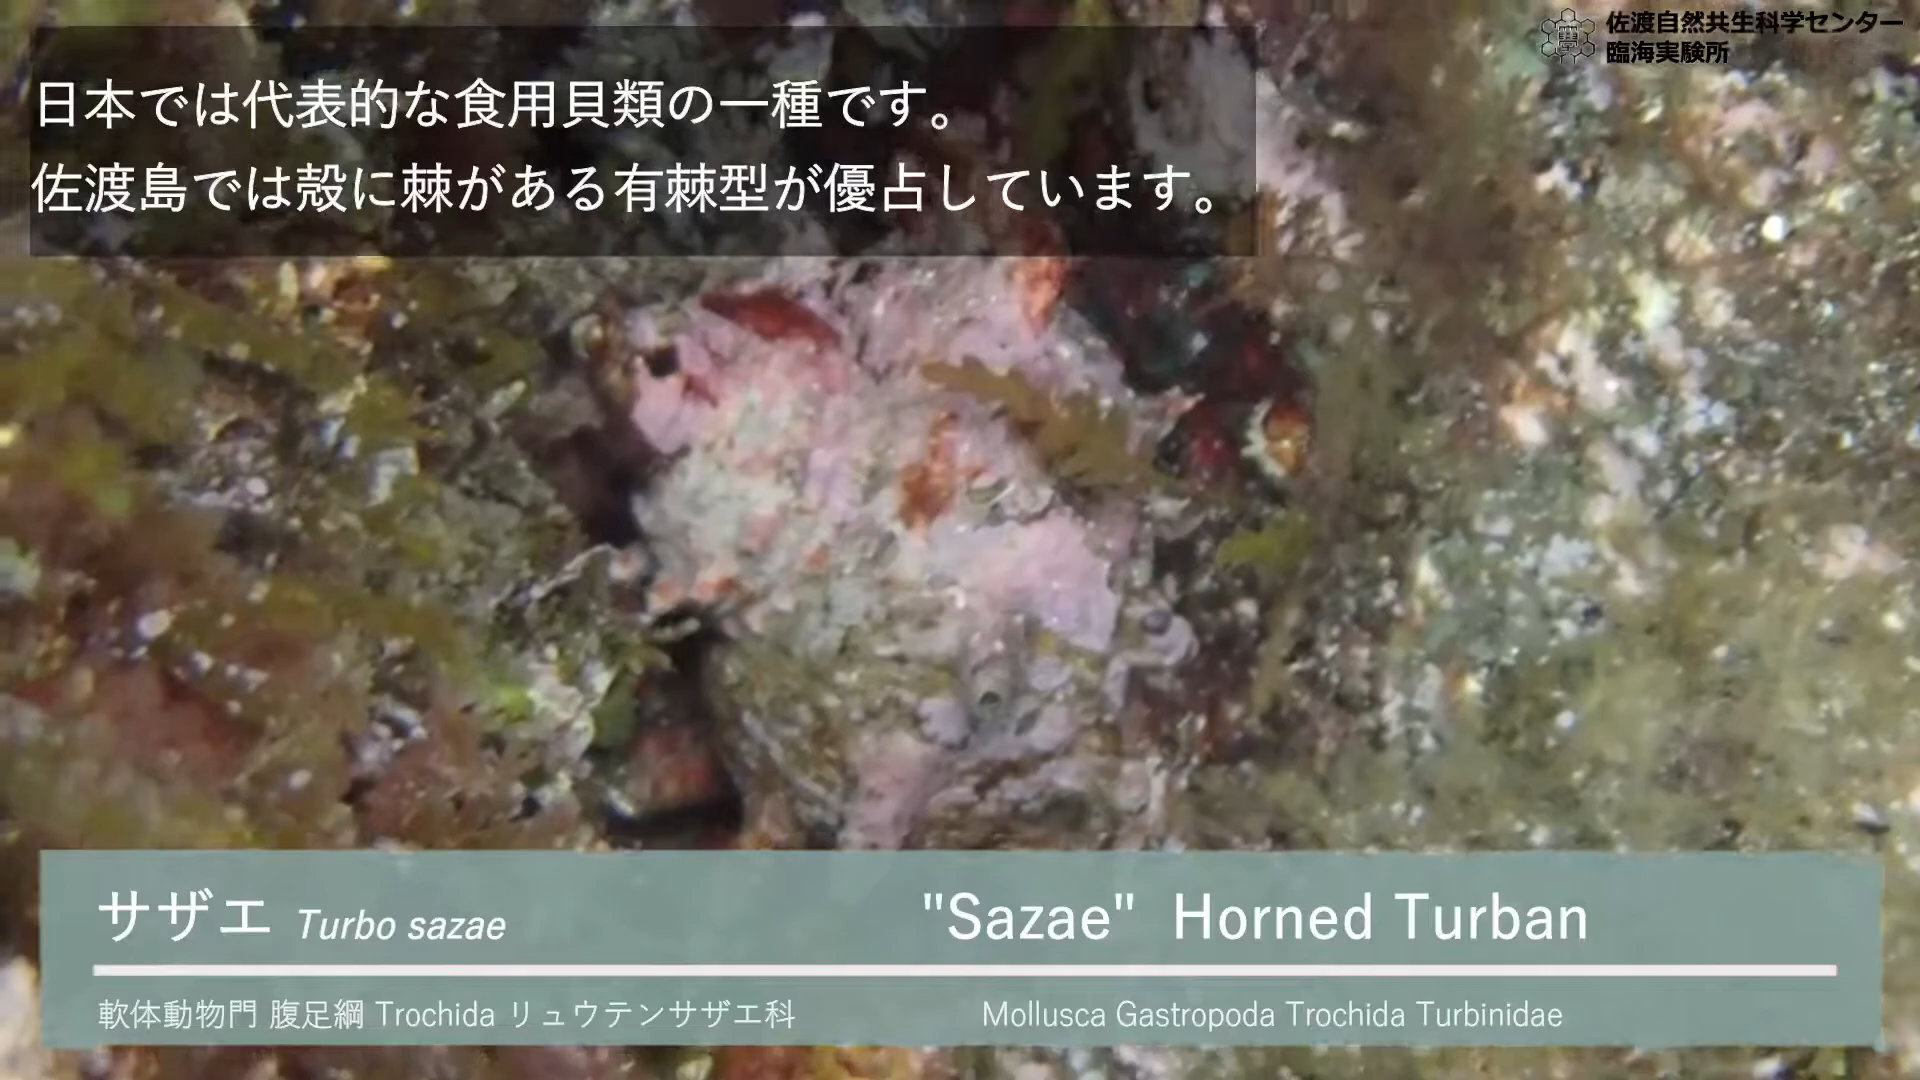 佐渡自然共生科学センター
臨海実験所
日本では代表的な食用貝類の一種です。
佐渡島では殻に棘がある有棘型が優占しています。
サザエ Turbo sazae
"Sazae" Horned Turban
軟体動物門 腹足綱 Trochida リュウテンサザエ科
Mollusca Gastropoda Trochida Turbinidae